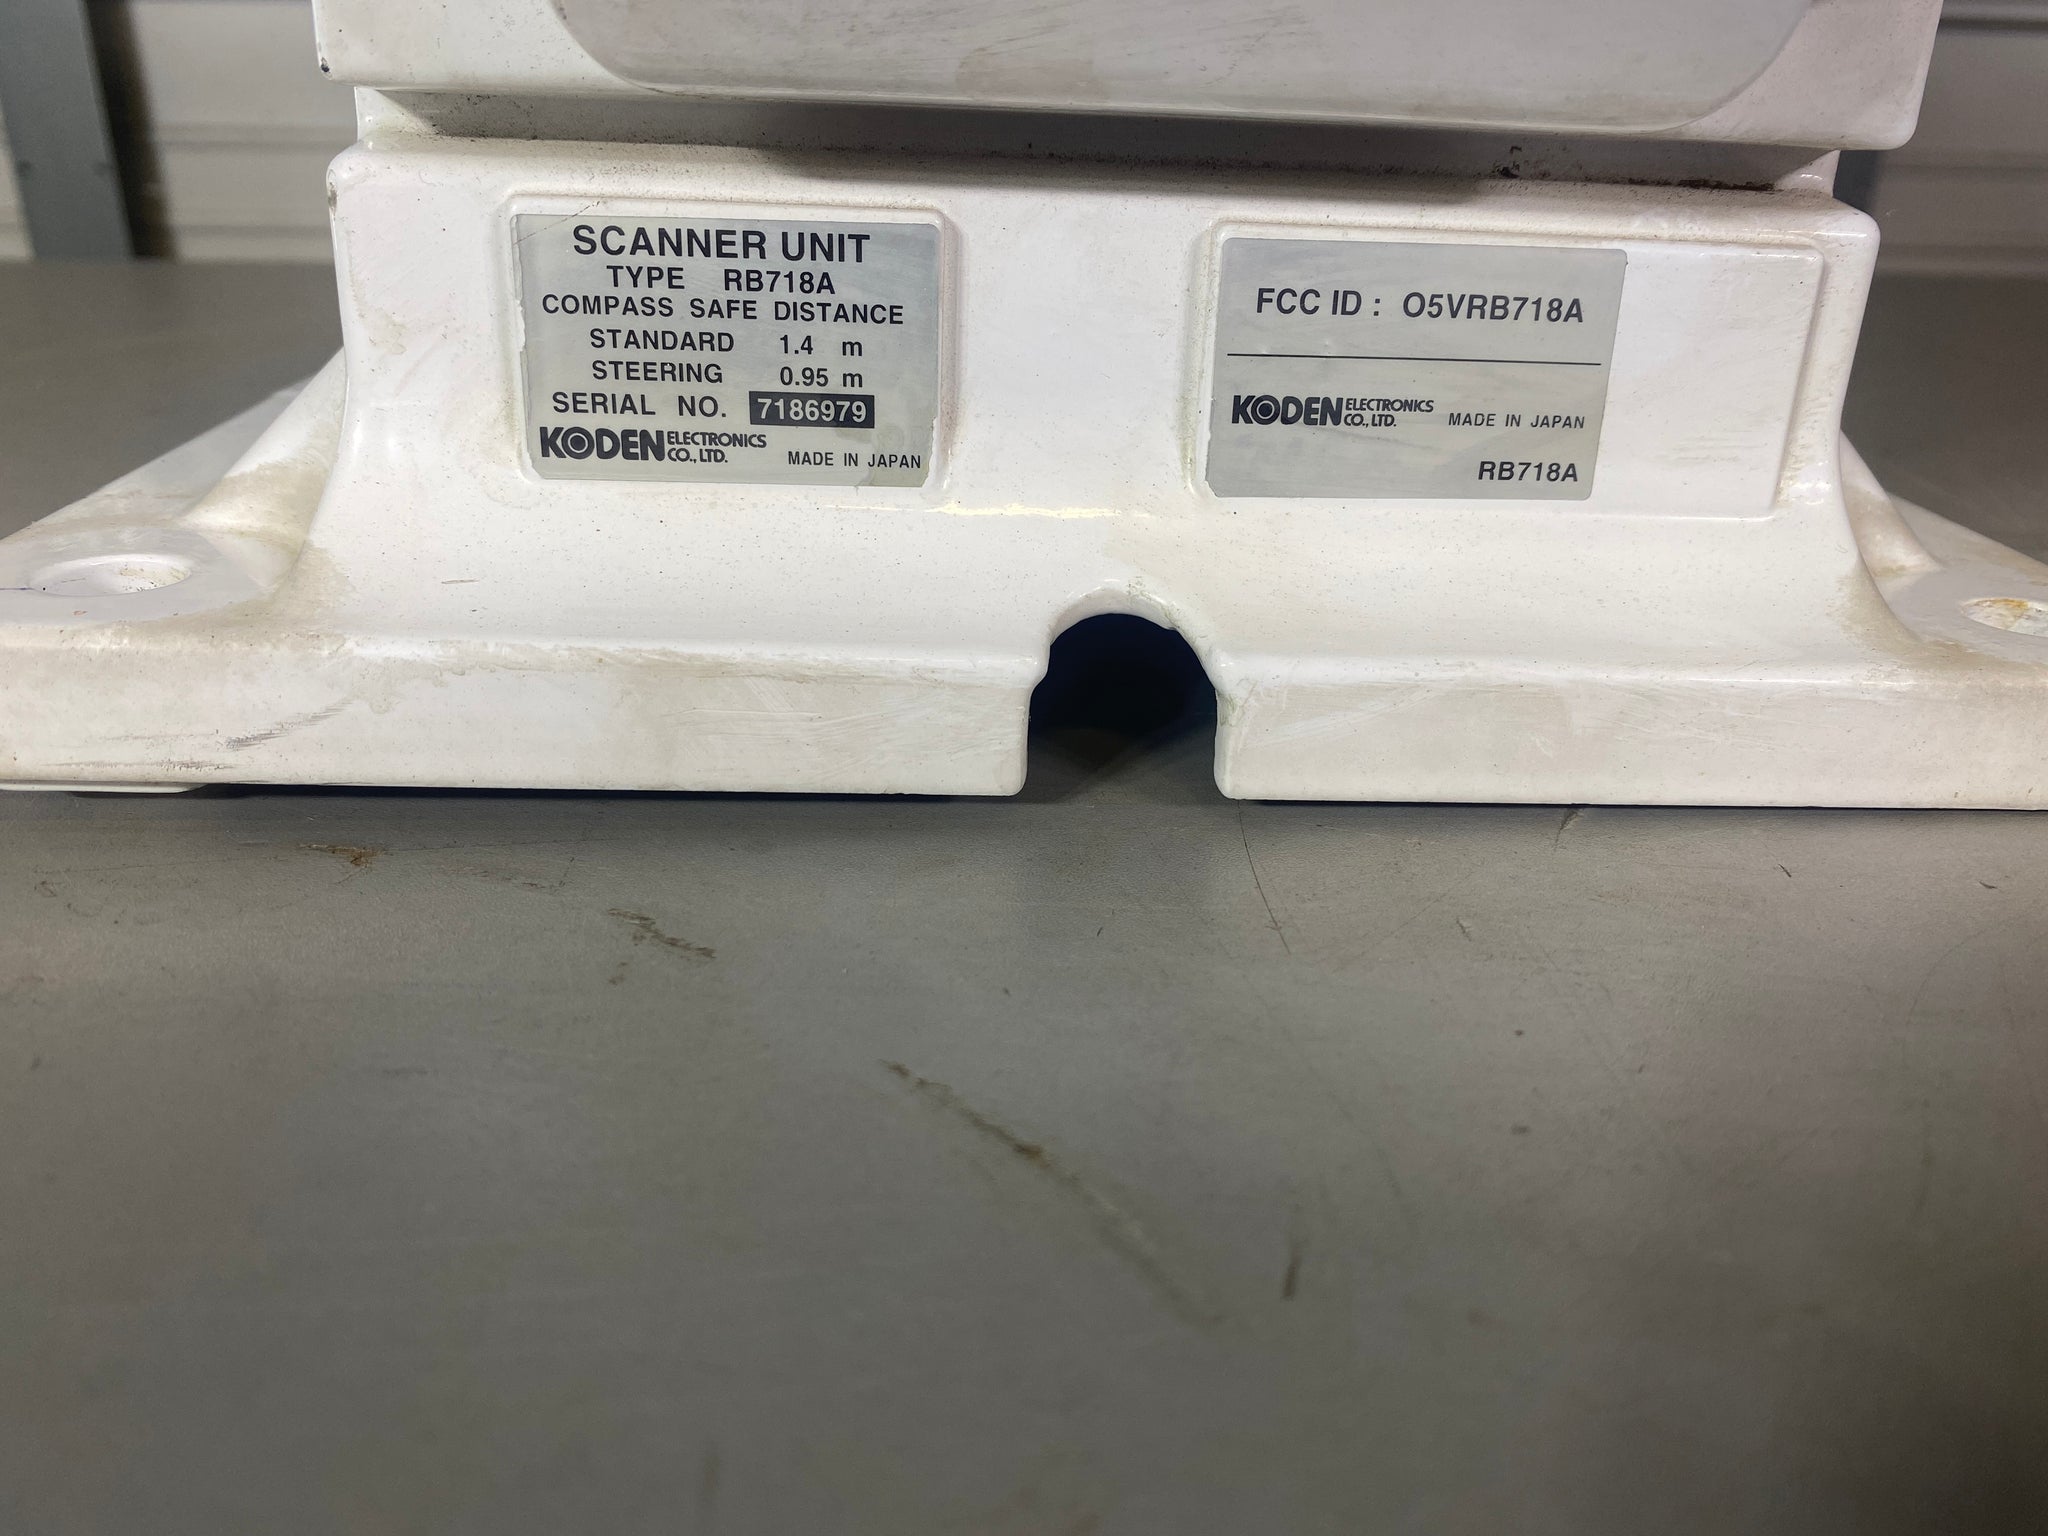 SCANNER UNIT
TYPE RB718A
COMPASS SAFE DISTANCE
STANDARD 1.4 m
STEERING 0.95 m
SERIAL NO. 7186979
KODEN ELECTRONICS CO., LTD. MADE IN JAPAN
FCC ID : O5VRB718A
KODEN ELECTRONICS CO., LTD. MADE IN JAPAN
RB718A